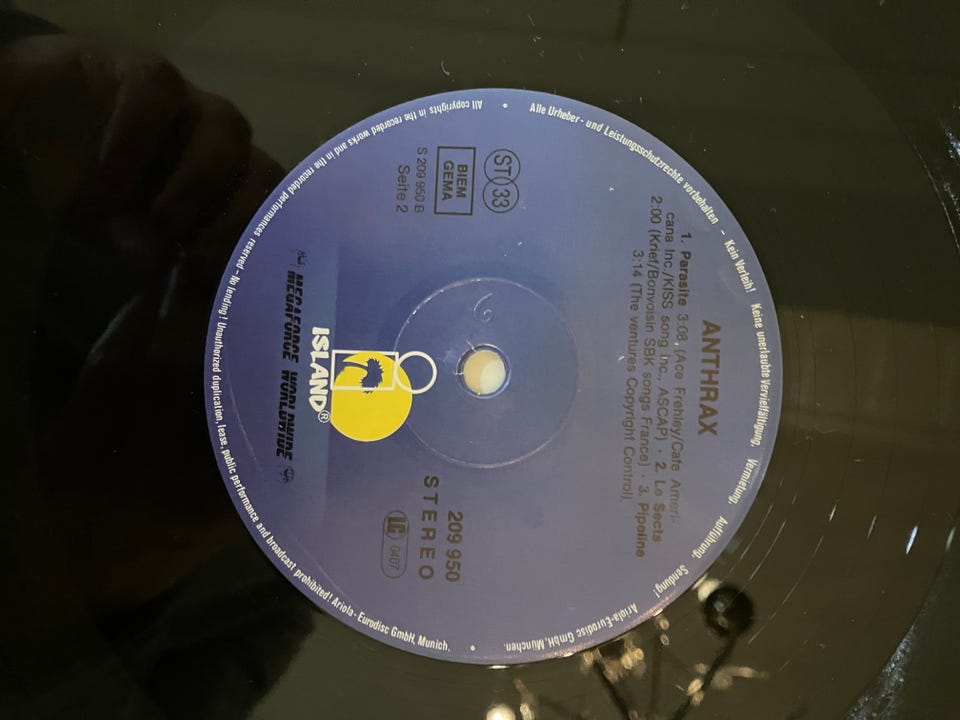 ANTHRAX
1. Parasite 3:08, (Ace Frehley/Cafe Ameri-
cana Inc./KISS song Inc., ASCAP) · 2. Le Sects
2:00 (Krief/Bonvoisin SBK songs France) · 3. Pipeline
3:14 (The ventures Copyright Control)
ST 33
BIEM
GEMA
S 209 950 B
Seite 2
209 950
STEREO
LC 0407
ISLAND®
MEGAFORCE WORLDWIDE
Alle Urheber - und Leistungsschutzrechte vorbehalten – Kein Verleih! Keine unerlaubte Vervielfältigung, Vermietung, Aufführung, Sendung! Ariola-Eurodisc GmbH, München.
All copyrights in the recorded works and in the recorded performances reserved – No lending! Unauthorized duplication, lease, public performance and broadcast prohibited! Ariola - Eurodisc GmbH, Munich.